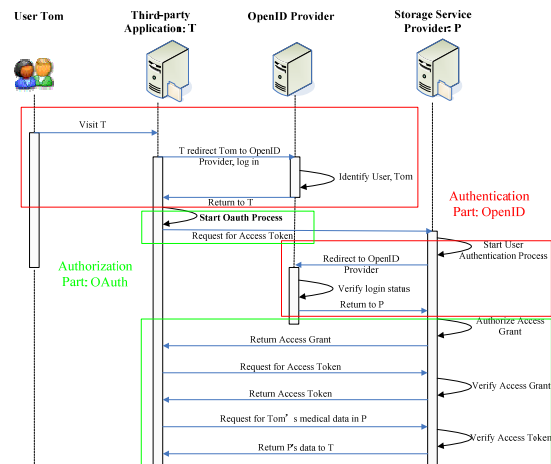 User Tom
Third-party
Application: T
OpenID Provider
Storage Service
Provider: P
Visit T
T redirect Tom to OpenID
Provider, log in
Identify User, Tom
Return to T
Start Oauth Process
Authentication
Part: OpenID
Request for Access Token
Start User
Authentication Process
Redirect to OpenID
Provider
Authorization
Part: OAuth
Verify login status
Return to P
Authorize Access
Grant
Return Access Grant
Request for Access Token
Verify Access Grant
Return Access Token
Request for Tom's medical data in P
Verify Access Token
Return P's data to T